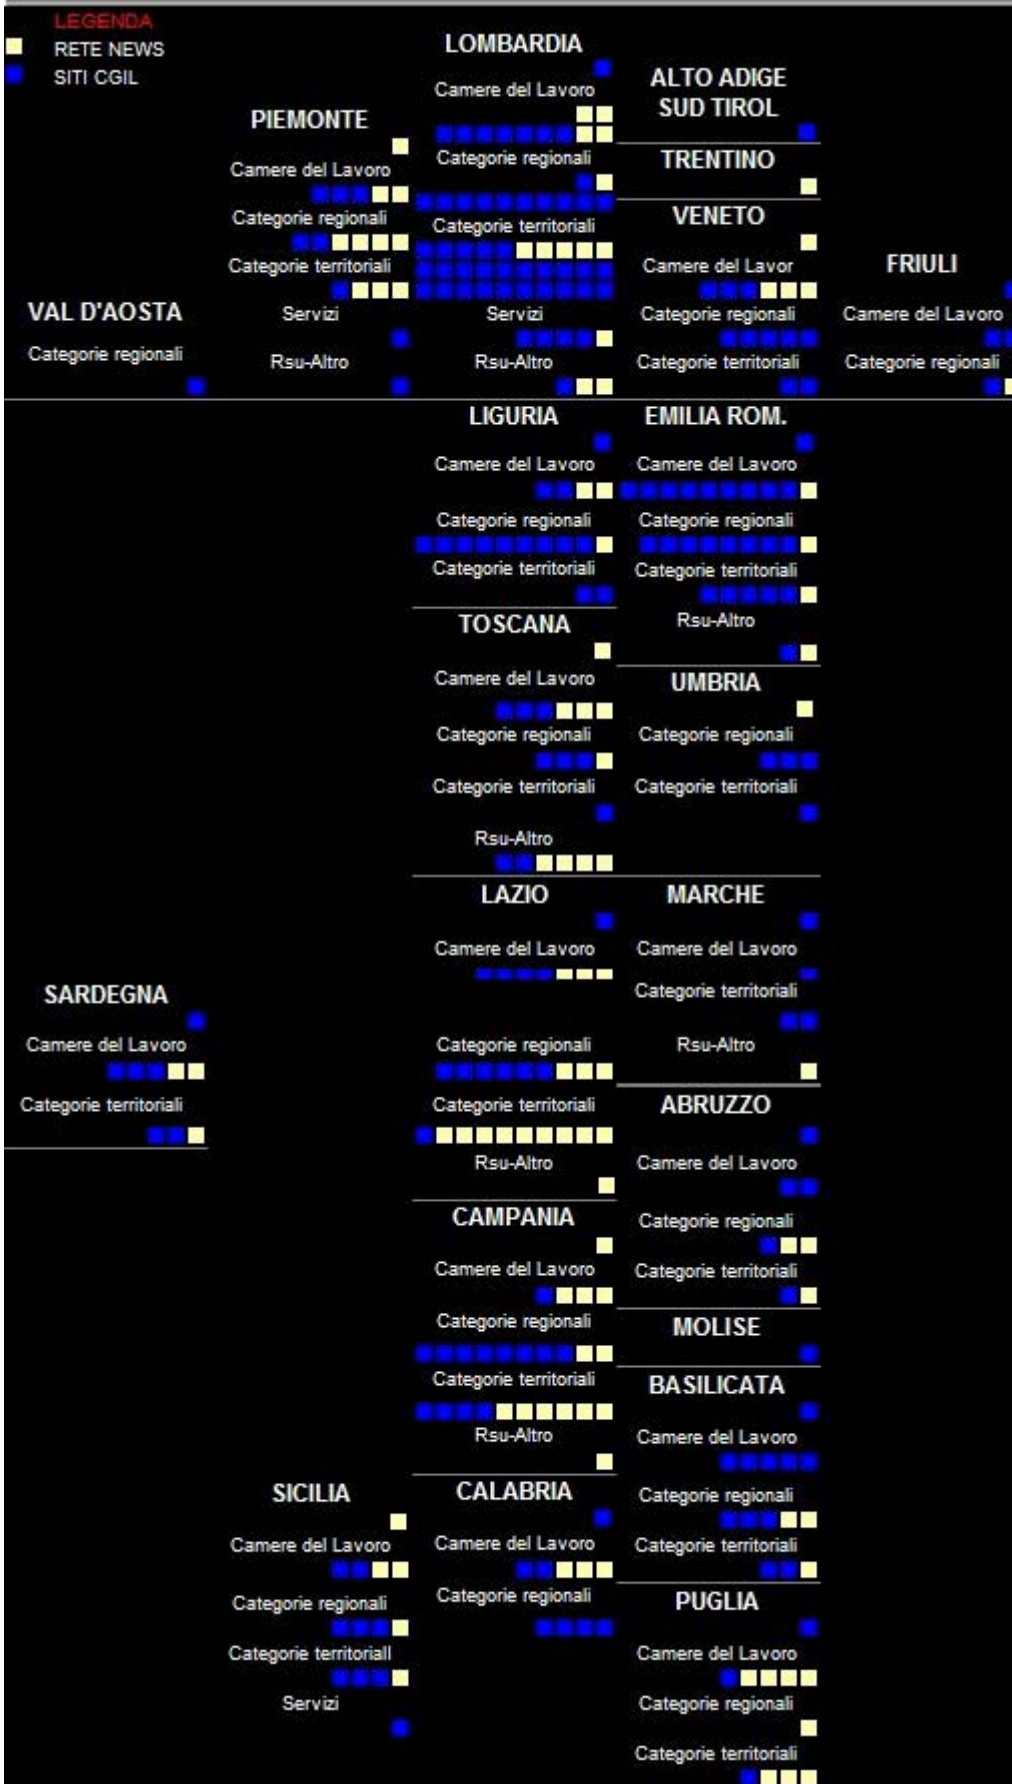 LEGENDA
RETE NEWS
SITI CGIL
PIEMONTE
Camere del Lavoro
Categorie regionali
Categorie territoriali
Servizi
Rsu-Altro
LOMBARDIA
Camere del Lavoro
Categorie regionali
Categorie territoriali
Servizi
Rsu-Altro
ALTO ADIGE
SUD TIROL
TRENTINO
VENETO
Camere del Lavor
Categorie regionali
Categorie territoriali
FRIULI
Camere del Lavoro
Categorie regionali
VAL D'AOSTA
Categorie regionali
LIGURIA
Camere del Lavoro
Categorie regionali
Categorie territoriali
EMILIA ROM.
Camere del Lavoro
Categorie regionali
Categorie territoriali
Rsu-Altro
TOSCANA
Camere del Lavoro
Categorie regionali
Categorie territoriali
Rsu-Altro
UMBRIA
Categorie regionali
Categorie territoriali
LAZIO
Camere del Lavoro
Categorie regionali
Categorie territoriali
Rsu-Altro
MARCHE
Camere del Lavoro
Categorie territoriali
Rsu-Altro
SARDEGNA
Camere del Lavoro
Categorie territoriali
ABRUZZO
Camere del Lavoro
Categorie regionali
Categorie territoriali
CAMPANIA
Camere del Lavoro
Categorie regionali
Categorie territoriali
Rsu-Altro
MOLISE
BASILICATA
Camere del Lavoro
Categorie regionali
Categorie territoriali
SICILIA
Camere del Lavoro
Categorie regionali
Categorie territoriall
Servizi
CALABRIA
Camere del Lavoro
Categorie regionali
PUGLIA
Camere del Lavoro
Categorie regionali
Categorie territoriali